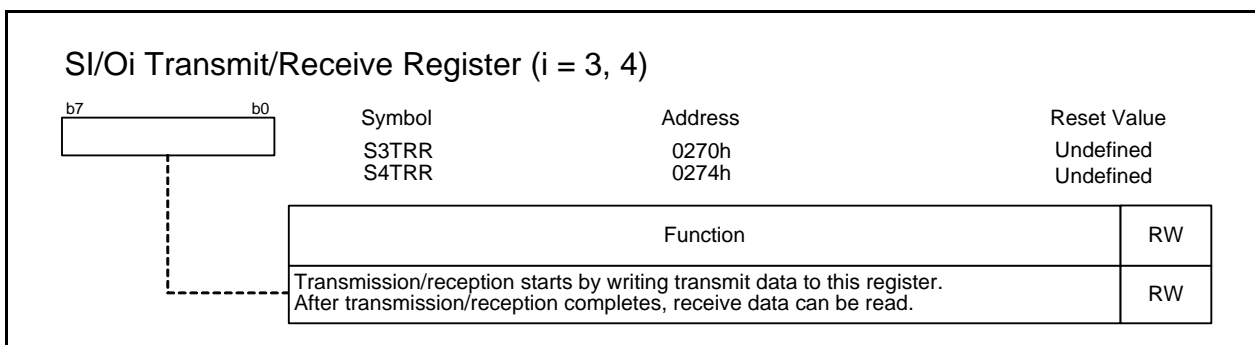 SI/Oi Transmit/Receive Register (i = 3, 4)
b7 b0
Symbol Address Reset Value
S3TRR 0270h Undefined
S4TRR 0274h Undefined
Function RW
Transmission/reception starts by writing transmit data to this register.
After transmission/reception completes, receive data can be read.
RW